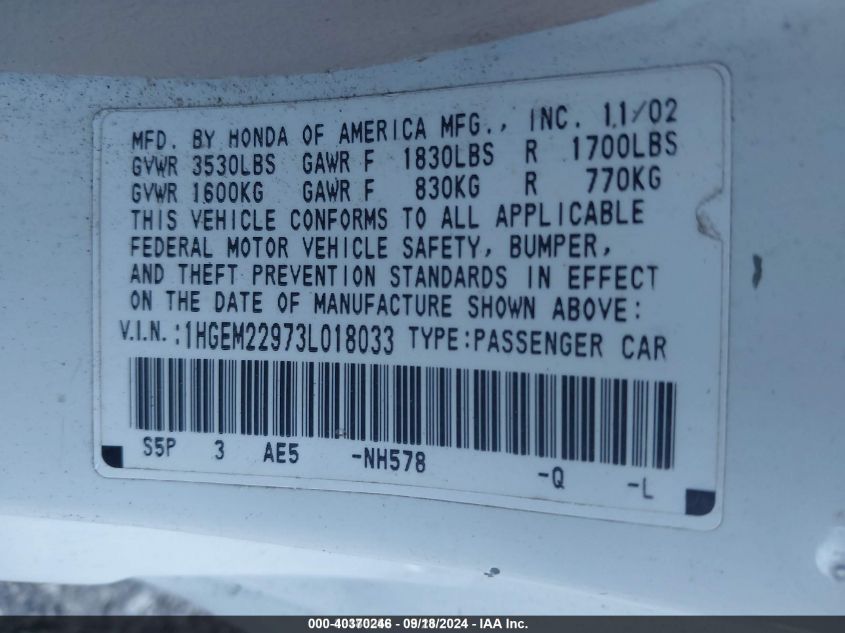 MFD. BY HONDA OF AMERICA MFG., INC. 11/02
GVWR 3530LBS GAWR F 1830LBS R 1700LBS
GVWR 1600KG GAWR F 830KG R 770KG
THIS VEHICLE CONFORMS TO ALL APPLICABLE
FEDERAL MOTOR VEHICLE SAFETY, BUMPER,
AND THEFT PREVENTION STANDARDS IN EFFECT
ON THE DATE OF MANUFACTURE SHOWN ABOVE:
V.I.N.:1HGEM22973L018033 TYPE:PASSENGER CAR
S5P 3 AE5 -NH578 -Q -L
000-40370246 - 09/18/2024 - IAA Inc.